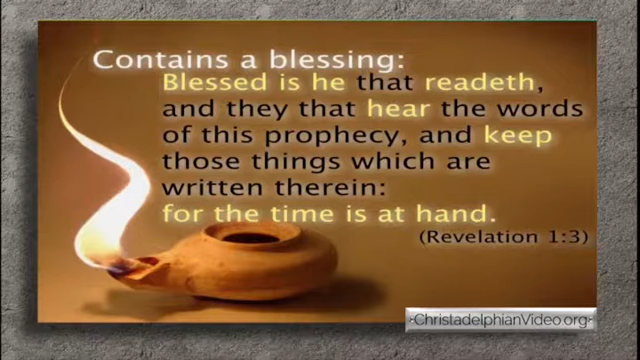 Contains a blessing:
Blessed is he that readeth,
and they that hear the words
of this prophecy, and keep
those things which are
written therein:
for the time is at hand.
(Revelation 1:3)
ChristadelphianVideo.org